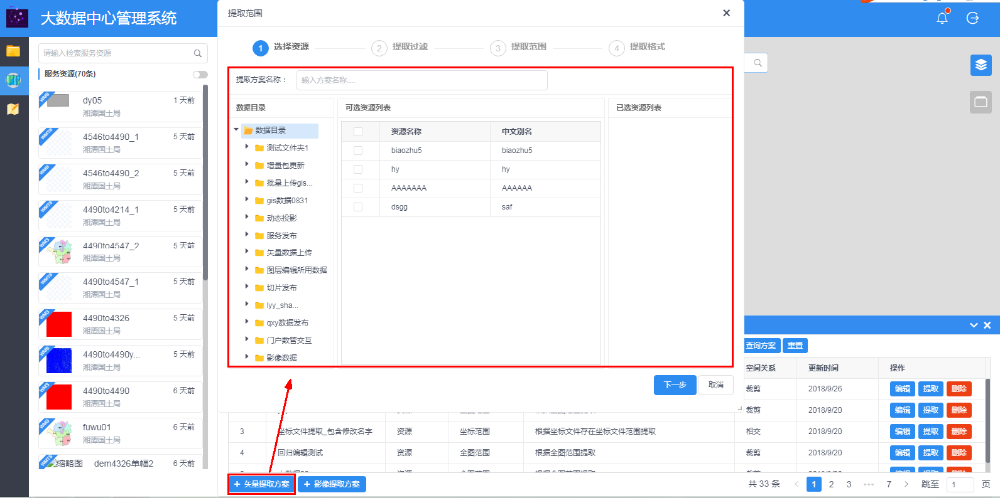 大数据中心管理系统
请输入检索服务资源
服务资源(70条)
WMS
dy05
1 天前
湘潭国土局
WMTS
4546to4490_1
5 天前
湘潭国土局
WMS
4546to4490_2
5 天前
湘潭国土局
WMTS
4490to4214_1
5 天前
湘潭国土局
WMS
4490to4547_2
5 天前
湘潭国土局
WMTS
4490to4547_1
5 天前
湘潭国土局
WMS
4490to4326
5 天前
湘潭国土局
WMS
4490to4490y...
5 天前
湘潭国土局
WMS
4490to4490
6 天前
湘潭国土局
WMS
fuwu01
6 天前
湘潭国土局
WMTS
缩略图
dem4326单幅2
6 天前
提取范围
1 选择资源
2 提取过滤
3 提取范围
4 提取格式
提取方案名称：
输入方案名称....
数据目录
可选资源列表
已选资源列表
数据目录
测试文件夹1
增量包更新
批量上传gis...
gis数据0831
动态投影
服务发布
矢量数据上传
图层编辑所用数据
切片发布
lyy_sha...
qxy数据发布
门户数管交互
影像数据
资源名称 中文别名
biaozhu5 biaozhu5
hy hy
AAAAAAA AAAAAA
dsgg saf
下一步 取消
查询方案 重置
空间关系 更新时间 操作
裁剪 2018/9/26 编辑 提取 删除
裁剪 2018/9/20 编辑 提取 删除
3 坐标文件提取_包含修改名字 资源 坐标范围 根据坐标文件存在坐标文件范围提取 相交 2018/9/20 编辑 提取 删除
4 回归编辑测试 资源 全图范围 根据全图范围提取 裁剪 2018/9/20 编辑 提取 删除
+ 矢量提取方案
+ 影像提取方案
共 33 条 < 1 2 3 ••• 7 > 跳至 1 页